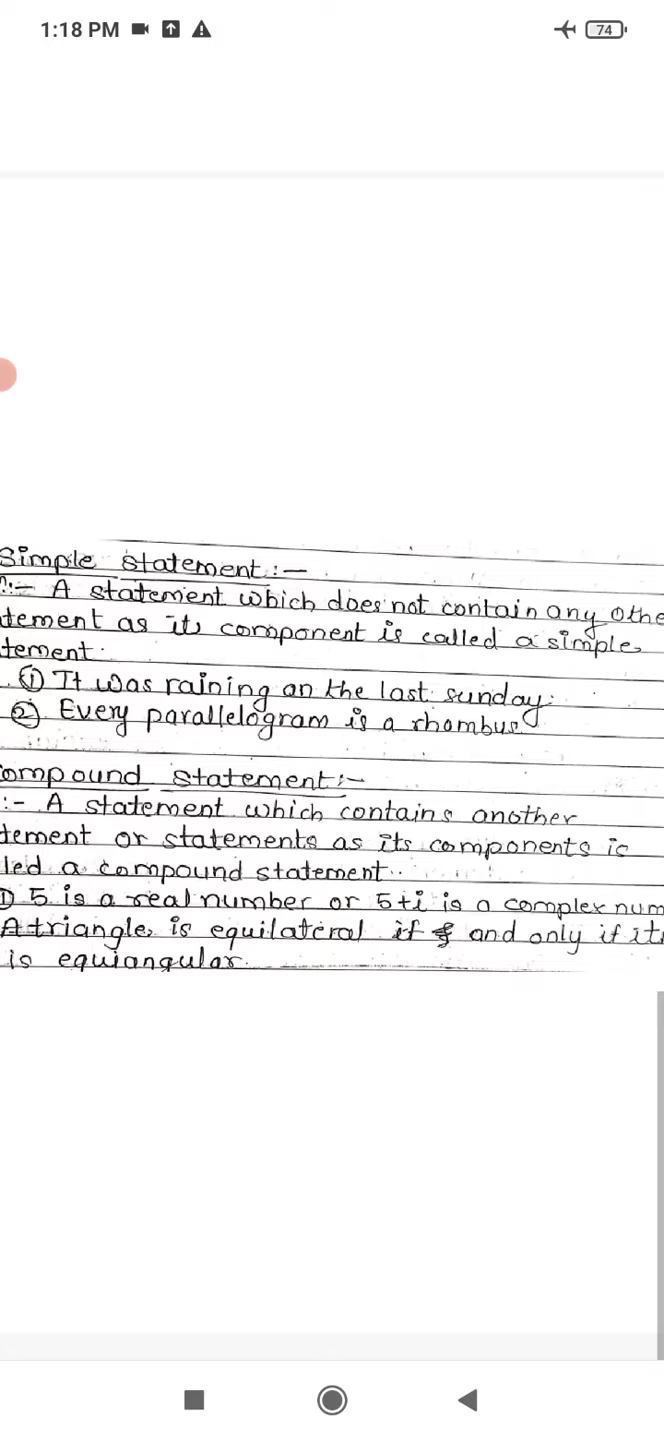 1:18 PM
74
Simple statement :-
:- A statement which does not contain any othe
tement as its component is called a simple
tement.
① It was raining on the last sunday.
② Every parallelogram is a rhombus
ompound statement :-
:- A statement which contains another
tement or statements as its components is
led a compound statement.
① 5 is a real number or 5+i is a complex num
A triangle is equilateral if and only if it
is equiangular.